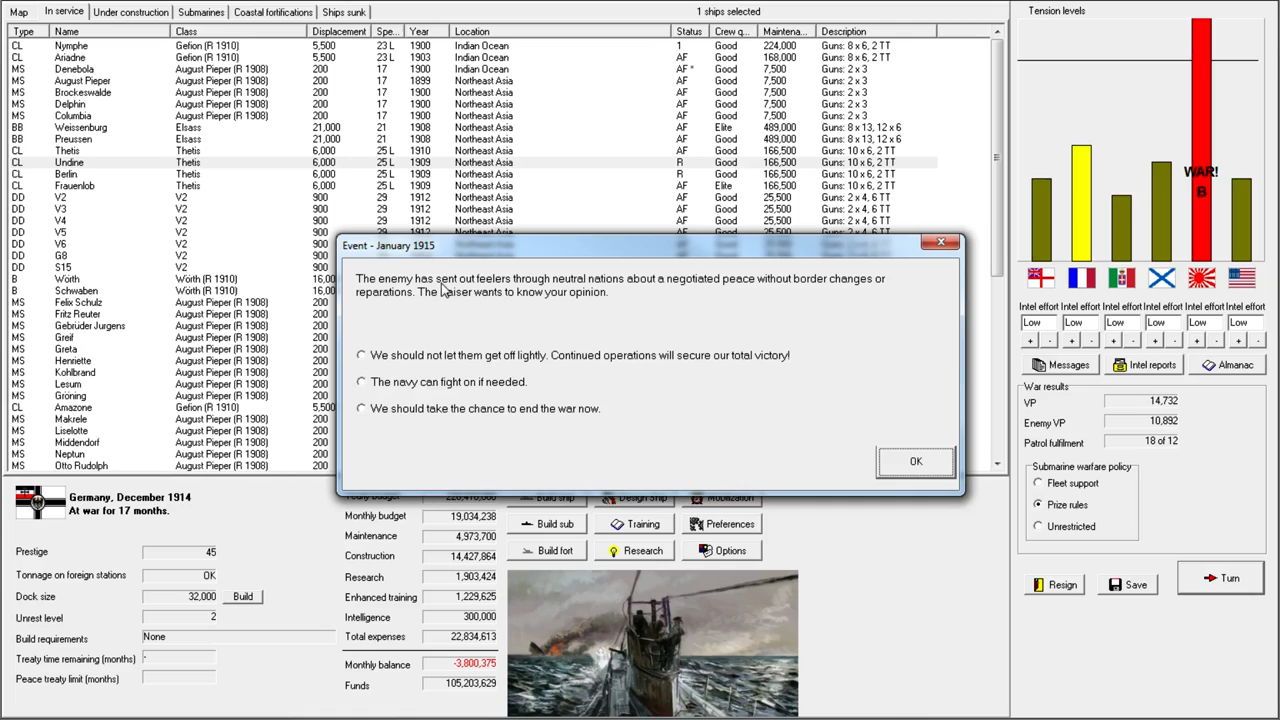 Map In service Under construction Submarines Coastal fortifications Ships sunk 1 ships selected
Type Name Class Displacement Spe... Year Location Status Crew q... Maintena... Description
CL Nymphe Gefion (R 1910) 5,500 23 L 1900 Indian Ocean 1 Good 224,000 Guns: 8 x 6, 2 TT
CL Ariadne Gefion (R 1910) 5,500 23 L 1903 Indian Ocean AF Good 168,000 Guns: 8 x 6, 2 TT
MS Denebola August Pieper (R 1908) 200 17 1900 Indian Ocean AF * Good 7,500 Guns: 2 x 3
MS August Pieper August Pieper (R 1908) 200 17 1899 Northeast Asia AF Good 7,500 Guns: 2 x 3
MS Brockeswalde August Pieper (R 1908) 200 17 1900 Northeast Asia AF Good 7,500 Guns: 2 x 3
MS Delphin August Pieper (R 1908) 200 17 1900 Northeast Asia AF Good 7,500 Guns: 2 x 3
MS Columbia August Pieper (R 1908) 200 17 1900 Northeast Asia AF Good 7,500 Guns: 2 x 3
BB Weissenburg Elsass 21,000 21 1908 Northeast Asia AF Elite 489,000 Guns: 8 x 13, 12 x 6
BB Preussen Elsass 21,000 21 1908 Northeast Asia AF Good 489,000 Guns: 8 x 13, 12 x 6
CL Thetis Thetis 6,000 25 L 1910 Northeast Asia AF Good 166,500 Guns: 10 x 6, 2 TT
CL Undine Thetis 6,000 25 L 1909 Northeast Asia R Good 166,500 Guns: 10 x 6, 2 TT
CL Berlin Thetis 6,000 25 L 1909 Northeast Asia R Good 166,500 Guns: 10 x 6, 2 TT
CL Frauenlob Thetis 6,000 25 L 1909 Northeast Asia AF Elite 166,500 Guns: 10 x 6, 2 TT
DD V2 V2 900 29 1912 Northeast Asia AF Good 25,500 Guns: 2 x 4, 6 TT
DD V3 V2 900 29 1912 Northeast Asia AF Good 25,500 Guns: 2 x 4, 6 TT
DD V4 V2 900 29 1912 Northeast Asia AF Good 25,500 Guns: 2 x 4, 6 TT
DD V5 V2 900 29 1912 Northeast Asia AF Good 25,500 Guns: 2 x 4, 6 TT
DD V6 V2 900
DD G8 V2 900
DD S15 V2 900
B Wörth Wörth (R 1910) 16,00
B Schwaben Wörth (R 1910) 16,00
MS Felix Schulz August Pieper (R 1908) 200
MS Fritz Reuter August Pieper (R 1908) 200
MS Gebrüder Jurgens August Pieper (R 1908) 200
MS Greif August Pieper (R 1908) 200
MS Greta August Pieper (R 1908) 200
MS Henriette August Pieper (R 1908) 200
MS Kohlbrand August Pieper (R 1908) 200
MS Lesum August Pieper (R 1908) 200
MS Gröning August Pieper (R 1908) 200
CL Amazone Gefion (R 1910) 5,500
MS Makrele August Pieper (R 1908) 200
MS Liselotte August Pieper (R 1908) 200
MS Middendorf August Pieper (R 1908) 200
MS Neptun August Pieper (R 1908) 200
MS Otto Rudolph August Pieper (R 1908) 200
Event - January 1915
The enemy has sent out feelers through neutral nations about a negotiated peace without border changes or
reparations. The Kaiser wants to know your opinion.
We should not let them get off lightly. Continued operations will secure our total victory!
The navy can fight on if needed.
We should take the chance to end the war now.
OK
Germany, December 1914
At war for 17 months.
Prestige 45
Tonnage on foreign stations OK
Dock size 32,000 Build
Unrest level 2
Build requirements None
Treaty time remaining (months) -
Peace treaty limit (months)
Monthly budget 19,034,238
Maintenance 4,973,700
Construction 14,427,864
Research 1,903,424
Enhanced training 1,229,625
Intelligence 300,000
Total expenses 22,834,613
Monthly balance -3,800,375
Funds 105,203,629
Build ship Design Ship Mobilization
Build sub Training Preferences
Build fort Research Options
Tension levels
WAR!
B
Intel effort Intel effort Intel effort Intel effort Intel effort Intel effort
Low Low Low Low Low Low
+ - + - + - + - + - + -
Messages Intel reports Almanac
War results
VP 14,732
Enemy VP 10,892
Patrol fulfilment 18 of 12
Submarine warfare policy
Fleet support
Prize rules
Unrestricted
Resign Save Turn